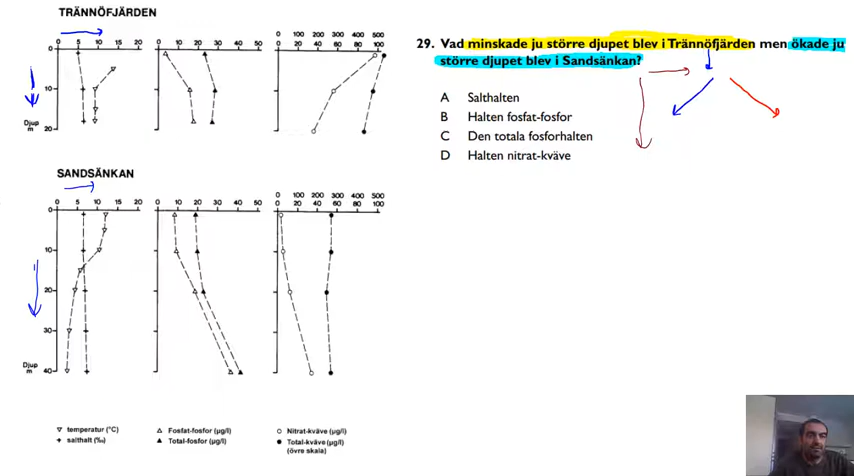 TRÄNNÖFJÄRDEN
0 5 10 15 20
0 10 20 30 40 50
0 100 200 300 400 500
0 20 40 60 80 100
0
10
Djup
m
20
SANDSÄNKAN
0 5 10 15 20
0 10 20 30 40 50
0 100 200 300 400 500
0 20 40 60 80 100
0
10
20
30
Djup
m
40
temperatur (°C)
salthalt (‰)
Fosfat-fosfor (µg/l)
Total-fosfor (µg/l)
Nitrat-kväve (µg/l)
Total-kväve (µg/l)
(övre skala)
29. Vad minskade ju större djupet blev i Trännöfjärden men ökade ju
större djupet blev i Sandsänkan?
A Salthalten
B Halten fosfat-fosfor
C Den totala fosforhalten
D Halten nitrat-kväve